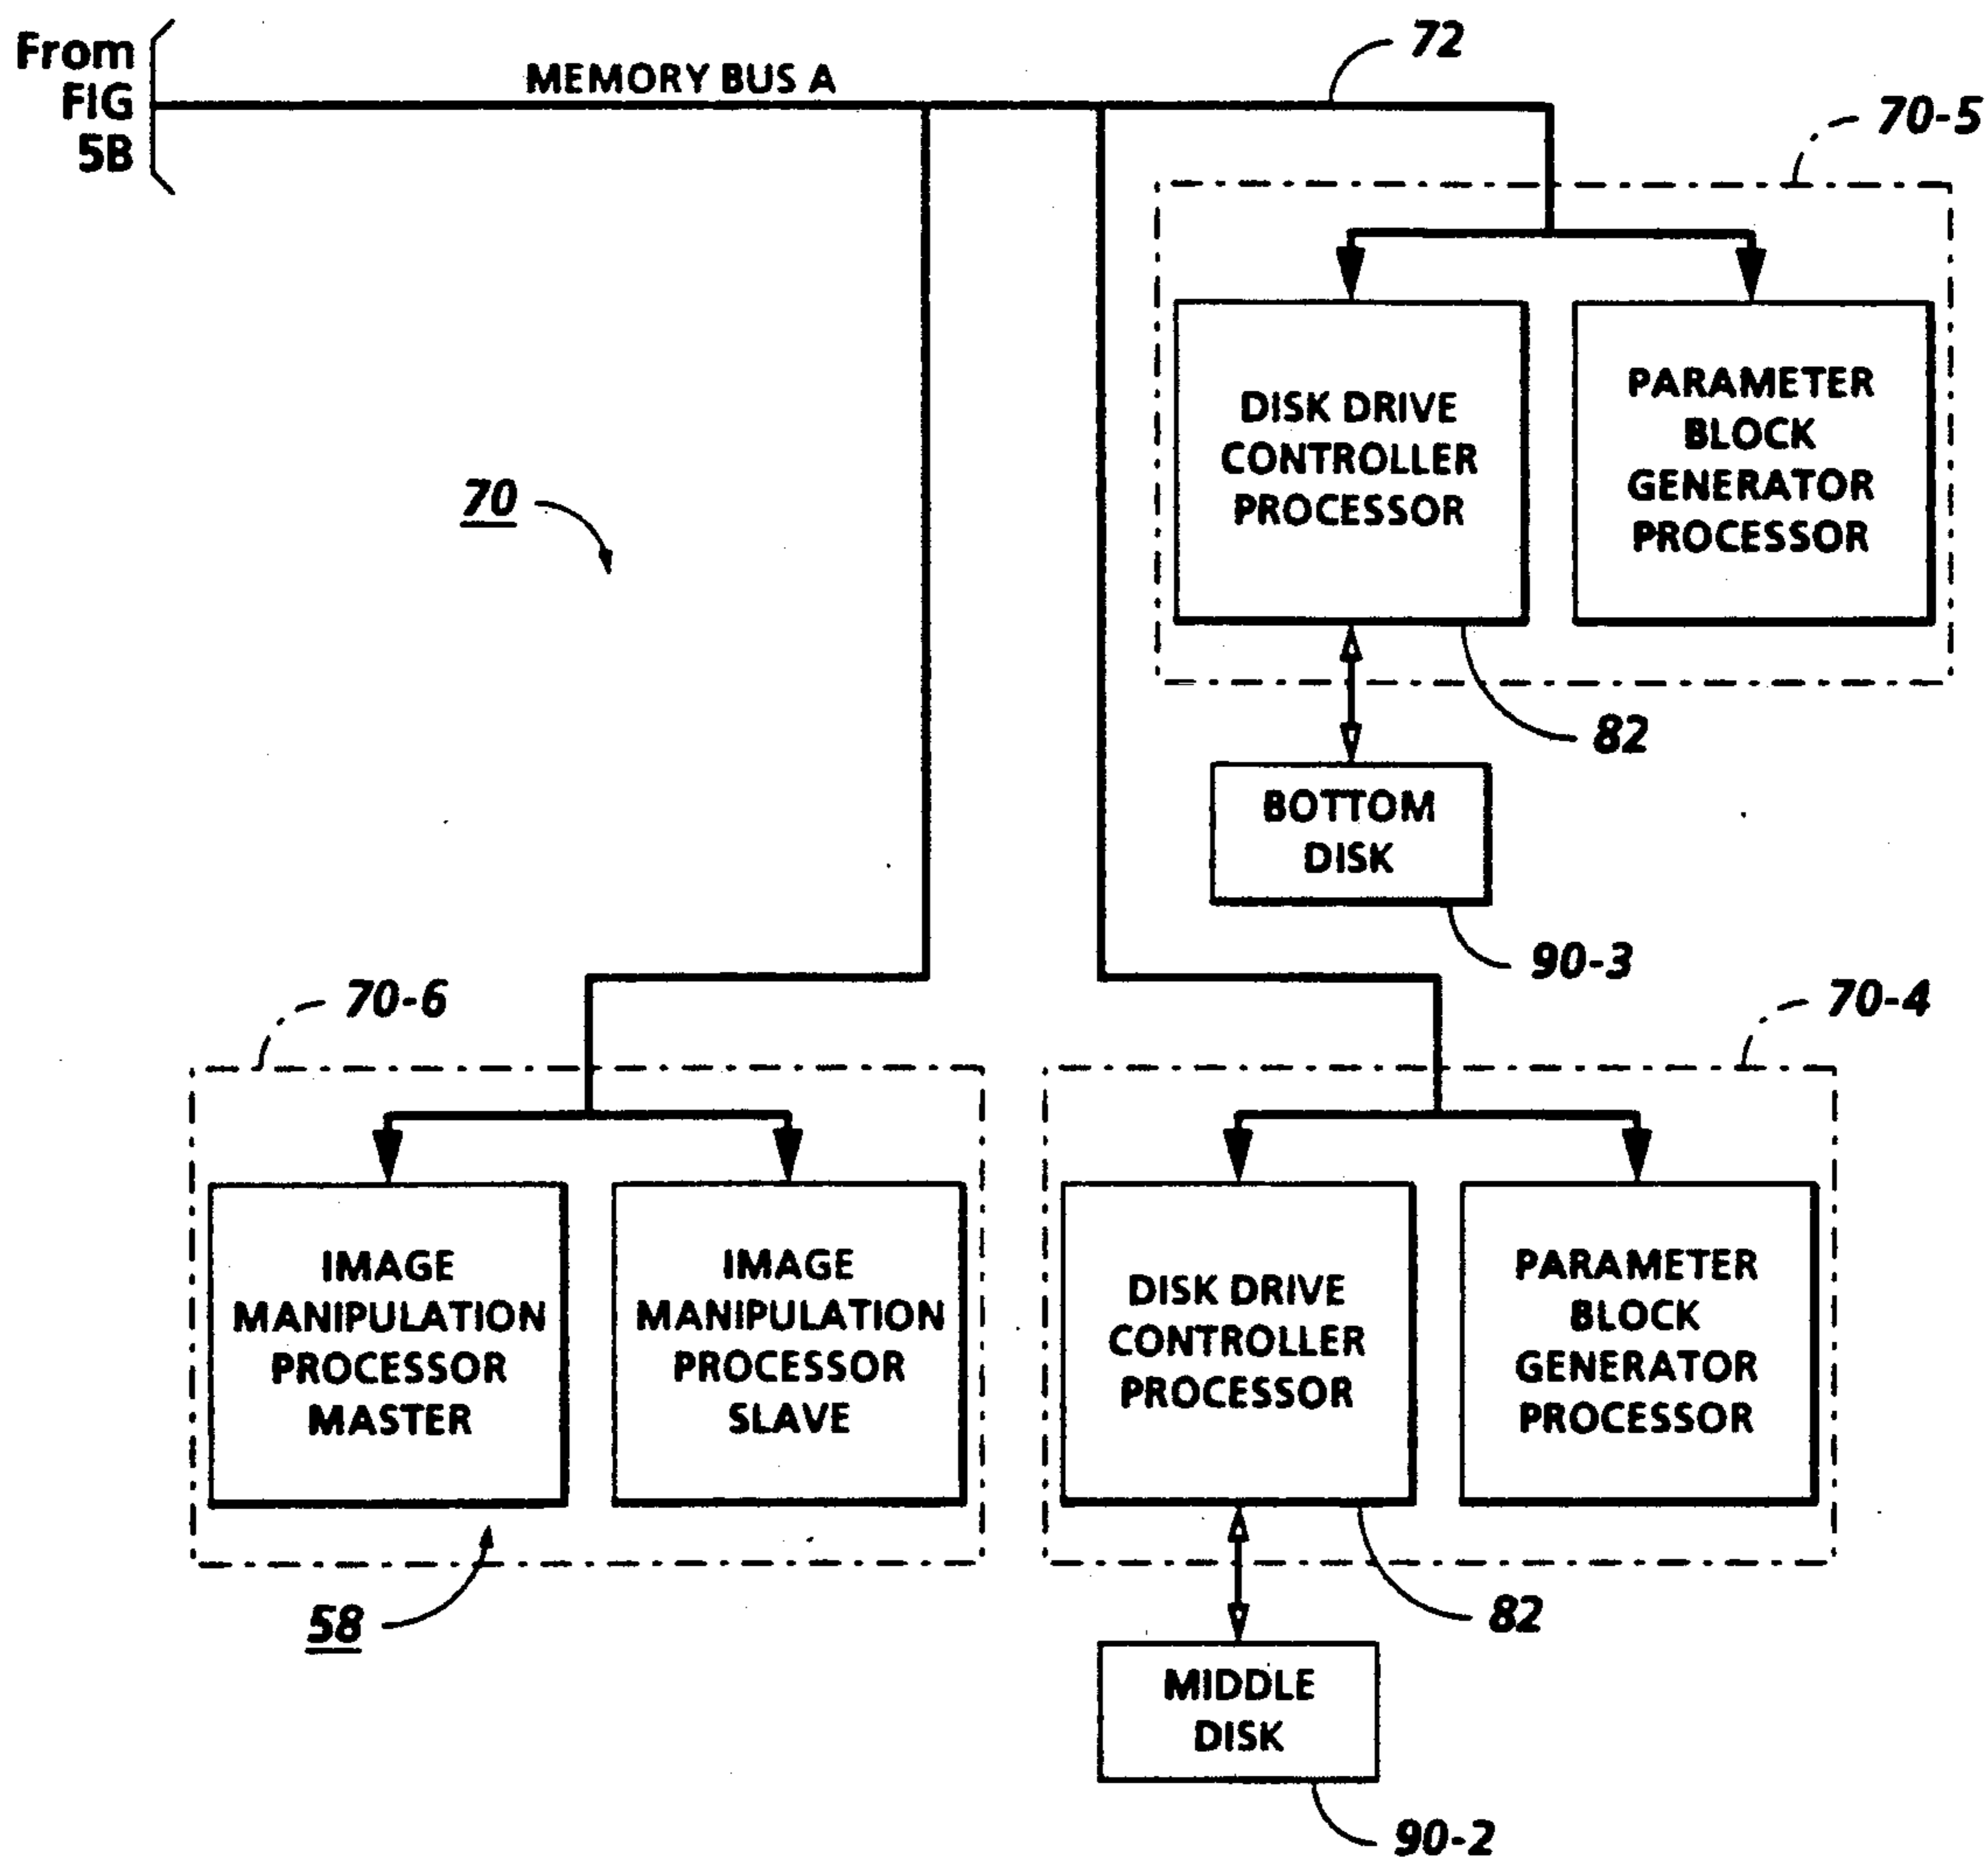 From
FIG
5B
MEMORY BUS A
72
70-5
DISK DRIVE
CONTROLLER
PROCESSOR
PARAMETER
BLOCK
GENERATOR
PROCESSOR
70
82
BOTTOM
DISK
90-3
70-6
70-4
IMAGE
MANIPULATION
PROCESSOR
MASTER
IMAGE
MANIPULATION
PROCESSOR
SLAVE
DISK DRIVE
CONTROLLER
PROCESSOR
PARAMETER
BLOCK
GENERATOR
PROCESSOR
58
82
MIDDLE
DISK
90-2